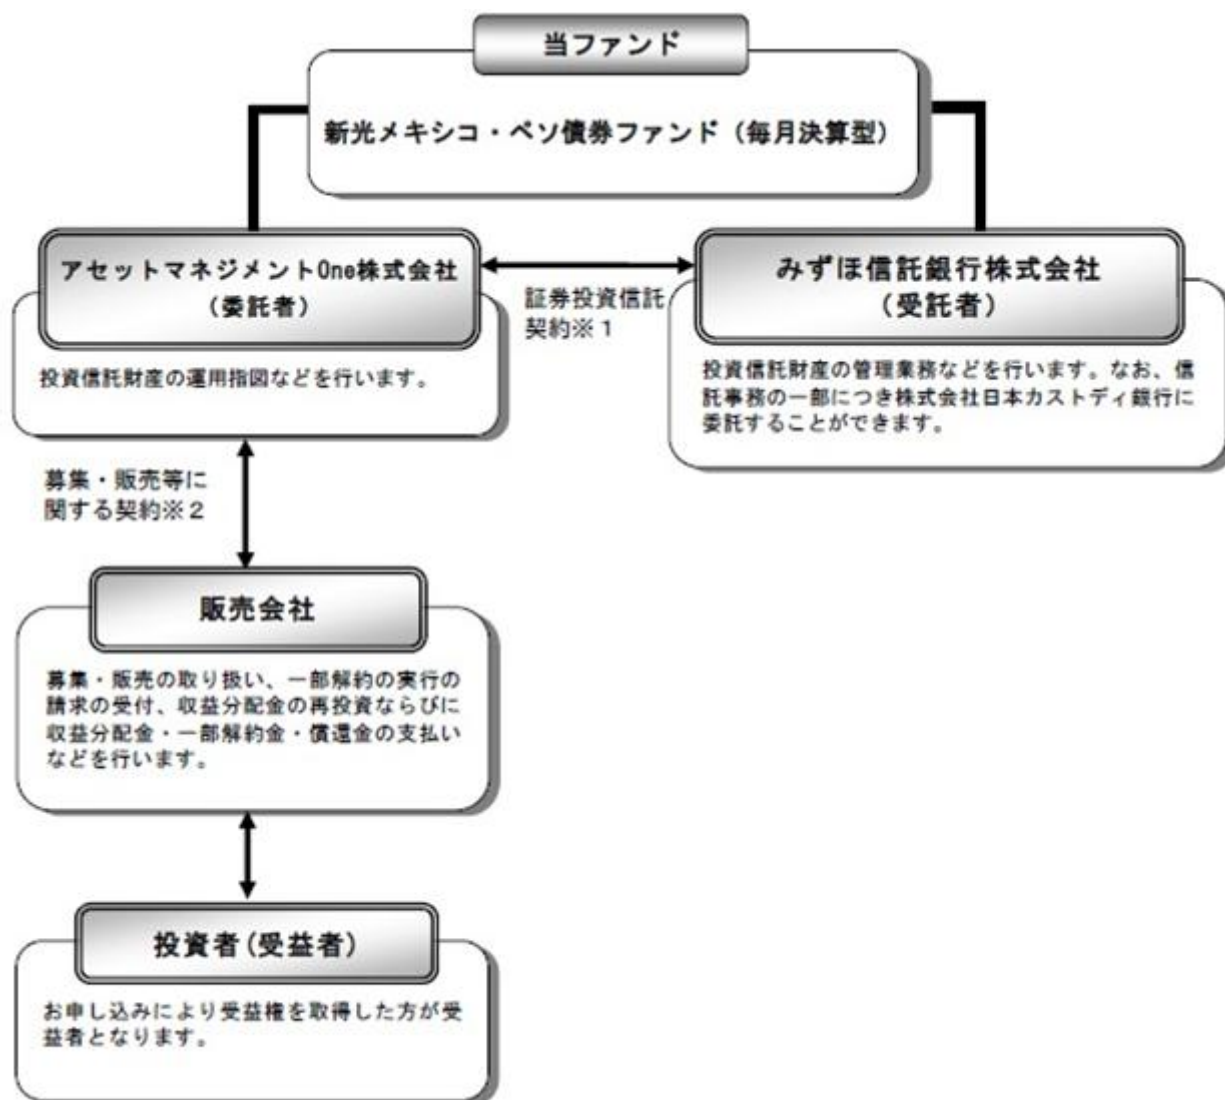 当ファンド
新光メキシコ・ペソ債券ファンド（毎月決算型）
アセットマネジメントOne株式会社
（委託者）
投資信託財産の運用指図などを行います。
証券投資信託
契約※１
みずほ信託銀行株式会社
（受託者）
投資信託財産の管理業務などを行います。なお、信
託事務の一部につき株式会社日本カストディ銀行に
委託することができます。
募集・販売等に
関する契約※２
販売会社
募集・販売の取り扱い、一部解約の実行の
請求の受付、収益分配金の再投資ならびに
収益分配金・一部解約金・償還金の支払い
などを行います。
投資者(受益者)
お申し込みにより受益権を取得した方が受
益者となります。